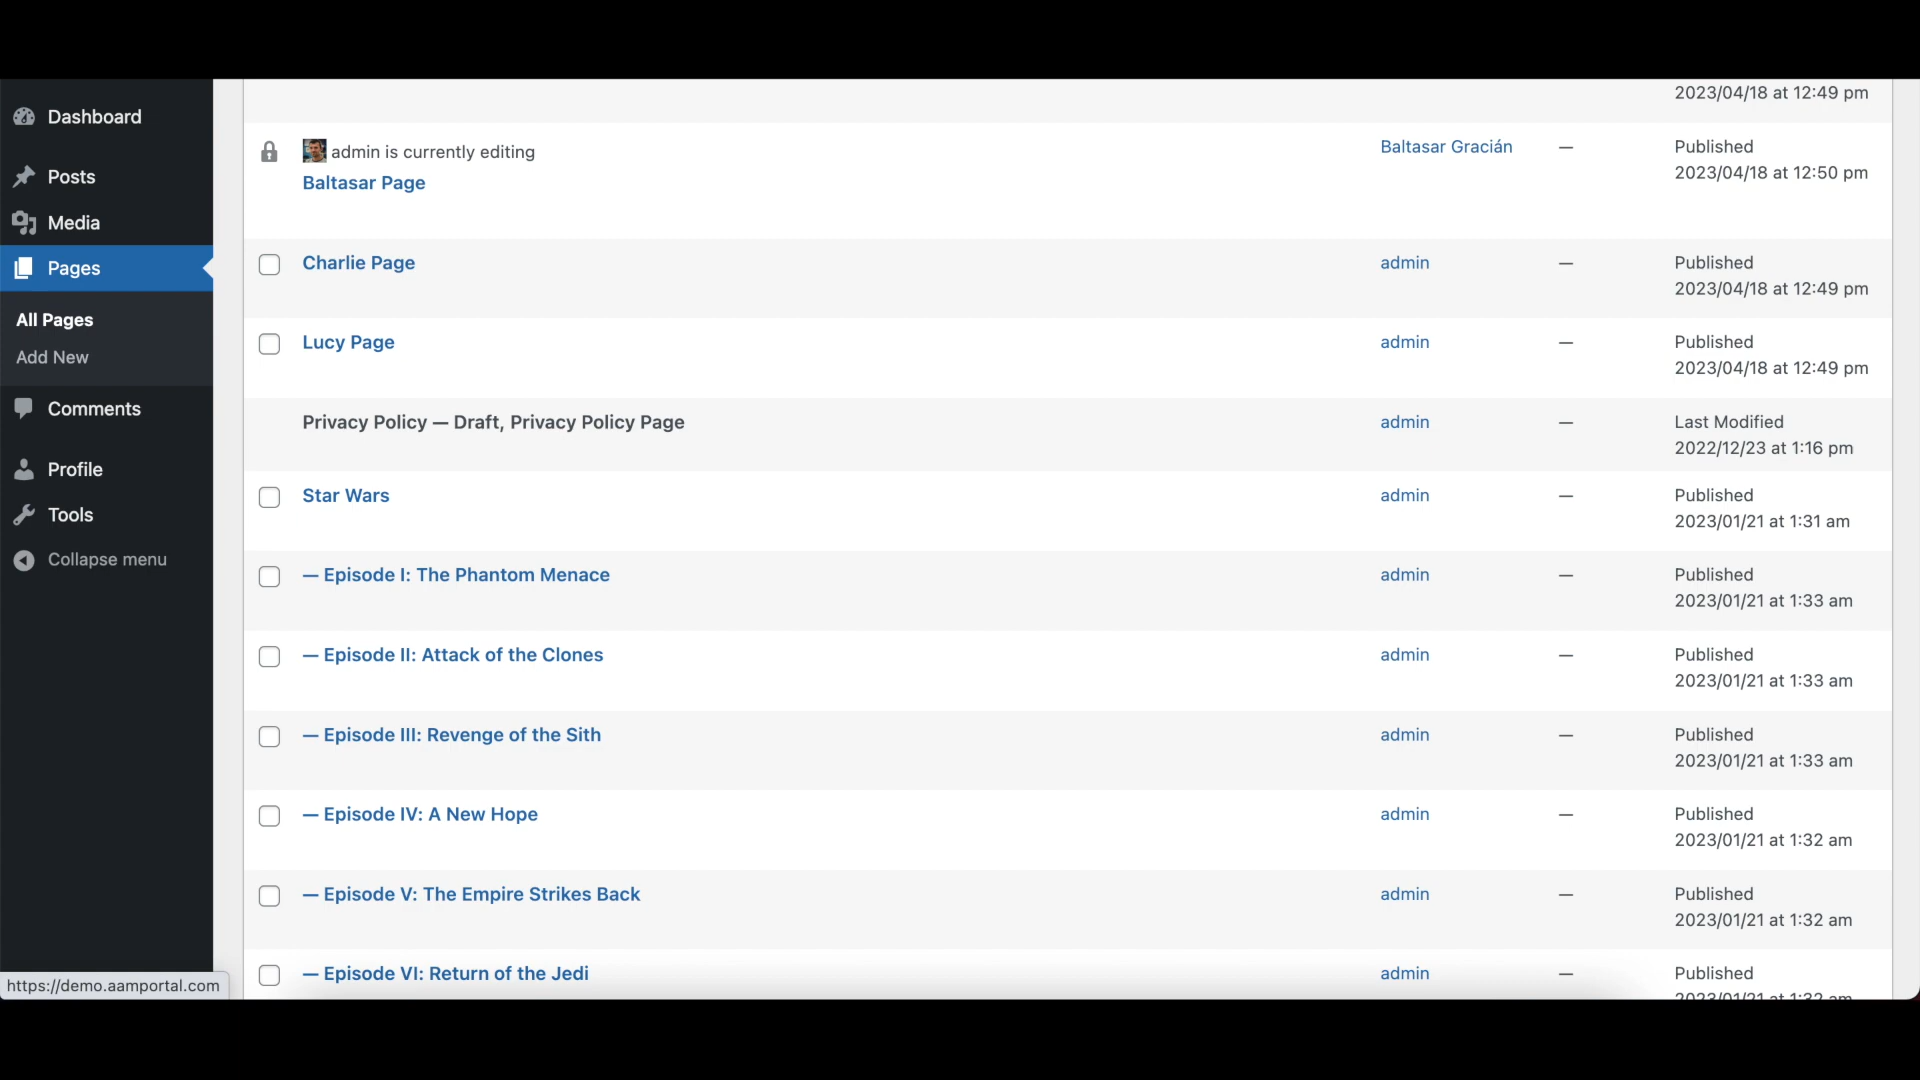 Dashboard
Posts
Media
Pages
All Pages
Add New
Comments
Profile
Tools
Collapse menu
https://demo.aamportal.com
2023/04/18 at 12:49 pm
admin is currently editing
Baltasar Page
Baltasar Gracián
—
Published
2023/04/18 at 12:50 pm
Charlie Page
admin
—
Published
2023/04/18 at 12:49 pm
Lucy Page
admin
—
Published
2023/04/18 at 12:49 pm
Privacy Policy — Draft, Privacy Policy Page
admin
—
Last Modified
2022/12/23 at 1:16 pm
Star Wars
admin
—
Published
2023/01/21 at 1:31 am
— Episode I: The Phantom Menace
admin
—
Published
2023/01/21 at 1:33 am
— Episode II: Attack of the Clones
admin
—
Published
2023/01/21 at 1:33 am
— Episode III: Revenge of the Sith
admin
—
Published
2023/01/21 at 1:33 am
— Episode IV: A New Hope
admin
—
Published
2023/01/21 at 1:32 am
— Episode V: The Empire Strikes Back
admin
—
Published
2023/01/21 at 1:32 am
— Episode VI: Return of the Jedi
admin
—
Published
2023/01/21 at 1:32 am